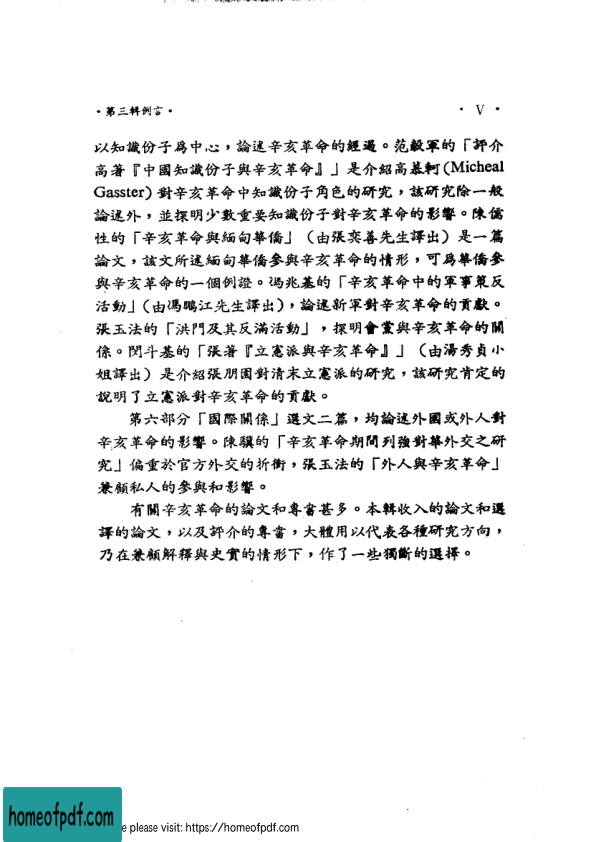 •第三輯例言•
• V •
以知識份子爲中心，論述辛亥革命的經過。范毅軍的「評介
高著『中國知識份子與辛亥革命』」是介紹高慕軻(Micheal
Gasster)對辛亥革命中知識份子角色的研究，該研究除一般
論述外，並探明少數重要知識份子對辛亥革命的影響。陳儒
性的「辛亥革命與緬甸華僑」（由張奕善先生譯出）是一篇
論文，該文所述緬甸華僑參與辛亥革命的情形，可爲華僑參
與辛亥革命的一個例證。馮兆基的「辛亥革命中的軍事策反
活動」（由馮鵬江先生譯出），論述新軍對辛亥革命的貢獻。
張玉法的「洪門及其反滿活動」，探明會黨與辛亥革命的關
係。閔斗基的「張著『立憲派與辛亥革命』」（由湯秀貞小
姐譯出）是介紹張朋園對清末立憲派的研究，該研究肯定的
說明了立憲派對辛亥革命的貢獻。
第六部分「國際關係」選文二篇，均論述外國或外人對
辛亥革命的影響。陳驥的「辛亥革命期間列強對華外交之研
究」偏重於官方外交的折衝，張玉法的「外人與辛亥革命」
兼顧私人的參與和影響。
有關辛亥革命的論文和專書甚多。本輯收入的論文和選
譯的論文，以及評介的專書，大體用以代表各種研究方向，
乃在兼顧解釋與史實的情形下，作了一些獨斷的選擇。
homeofpdf.com
e please visit: https://homeofpdf.com